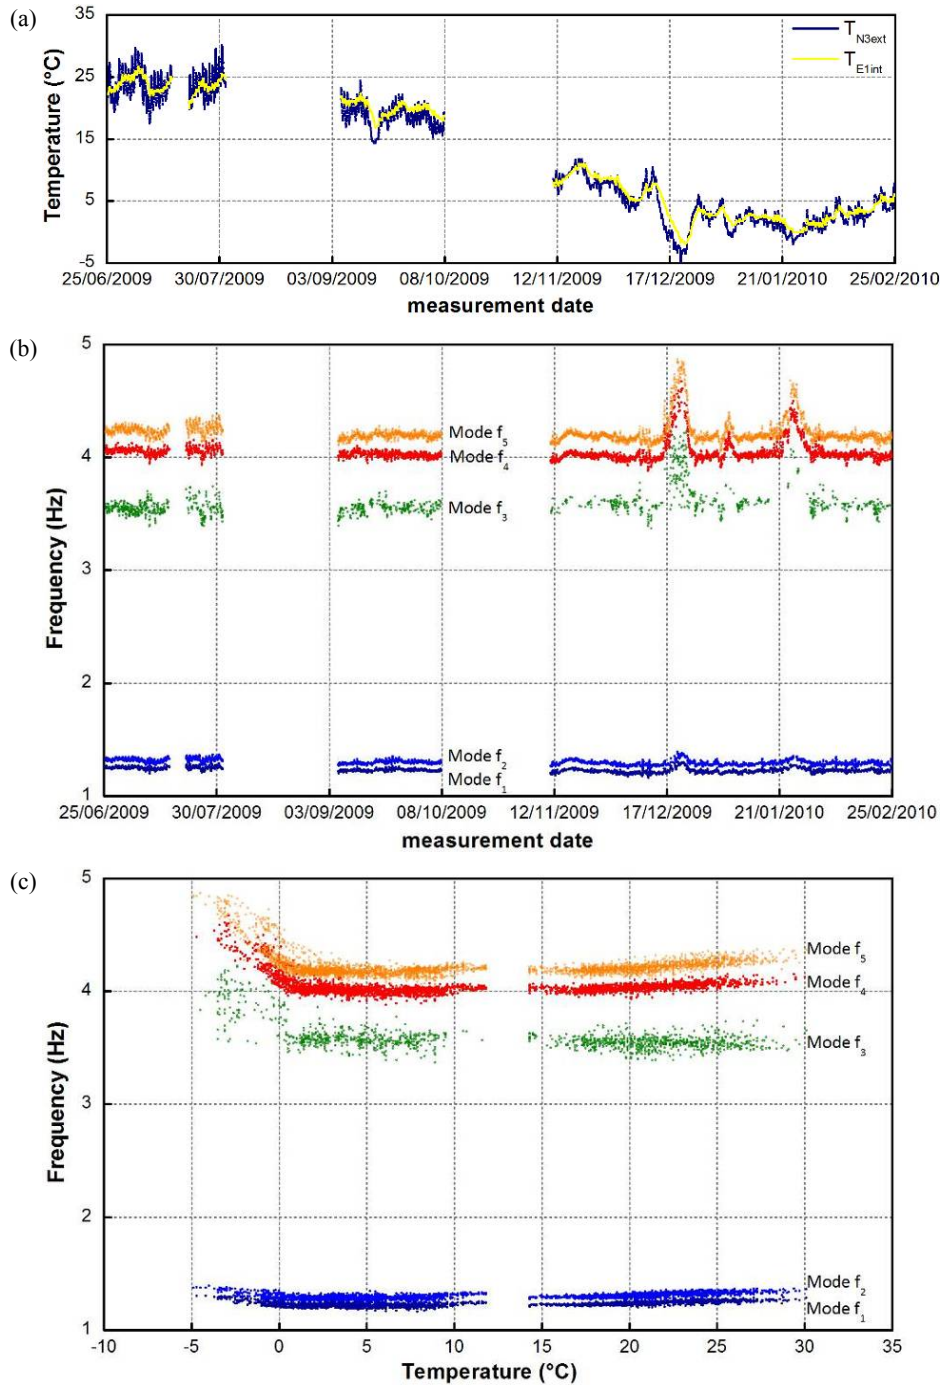 (a)
35
25
15
5
-5
Temperature (°C)
T N3ext
T E1int
25/06/2009 30/07/2009 03/09/2009 08/10/2009 12/11/2009 17/12/2009 21/01/2010 25/02/2010
measurement date
(b)
5
4
3
2
1
Frequency (Hz)
Mode f5
Mode f4
Mode f3
Mode f2
Mode f1
25/06/2009 30/07/2009 03/09/2009 08/10/2009 12/11/2009 17/12/2009 21/01/2010 25/02/2010
measurement date
(c)
5
4
3
2
1
Frequency (Hz)
Mode f5
Mode f4
Mode f3
Mode f2
Mode f1
-10 -5 0 5 10 15 20 25 30 35
Temperature (°C)